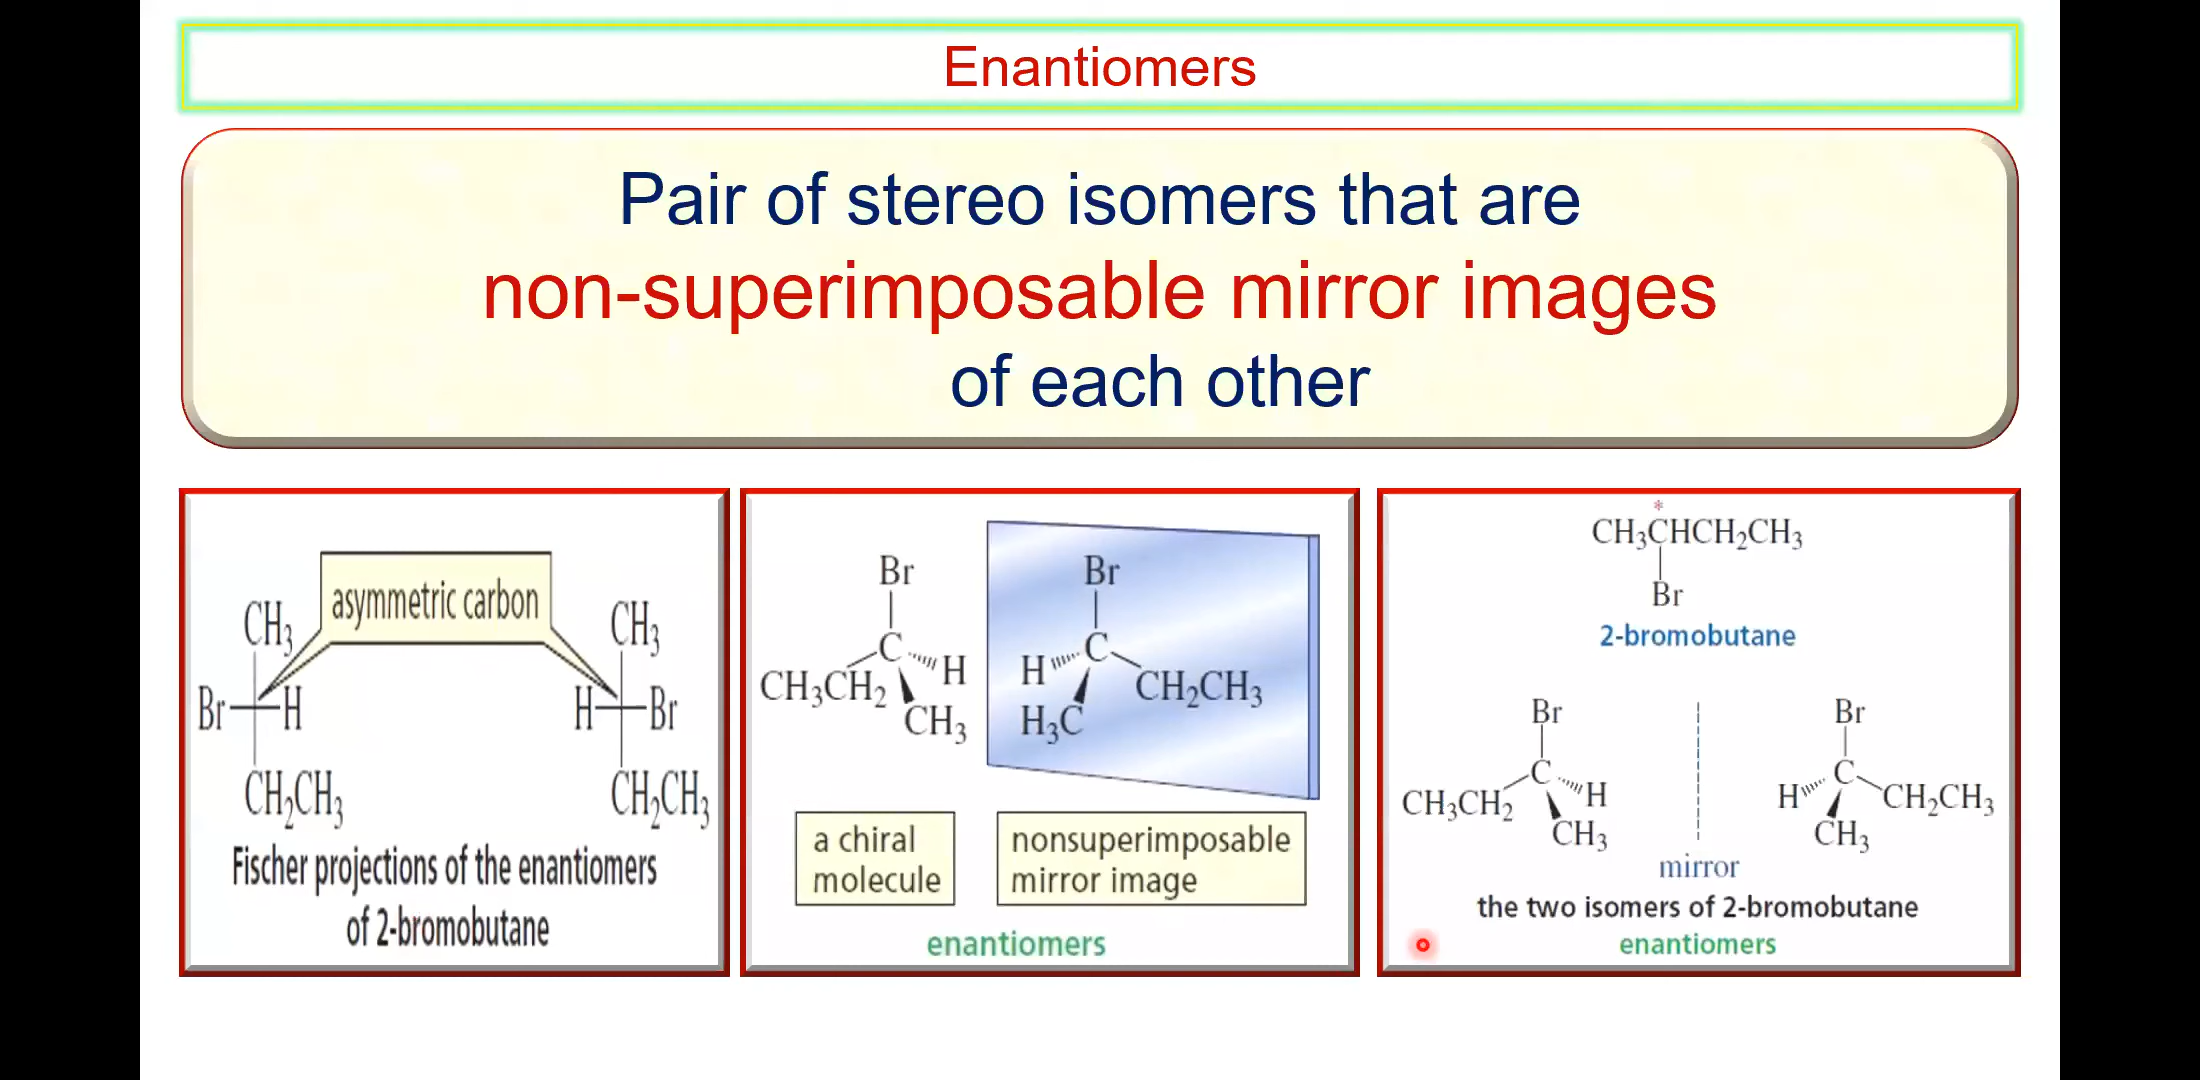 Enantiomers
Pair of stereo isomers that are
non-superimposable mirror images
of each other
asymmetric carbon
CH₃
Br
H
CH₂CH₃
CH₃
H
Br
CH₂CH₃
Fischer projections of the enantiomers
of 2-bromobutane
Br
C
H
CH₃CH₂
CH₃
Br
C
H
CH₂CH₃
H₃C
a chiral
molecule
nonsuperimposable
mirror image
enantiomers
*
CH₃CHCH₂CH₃
Br
2-bromobutane
Br
C
H
CH₃CH₂
CH₃
mirror
Br
C
H
CH₂CH₃
CH₃
the two isomers of 2-bromobutane
enantiomers